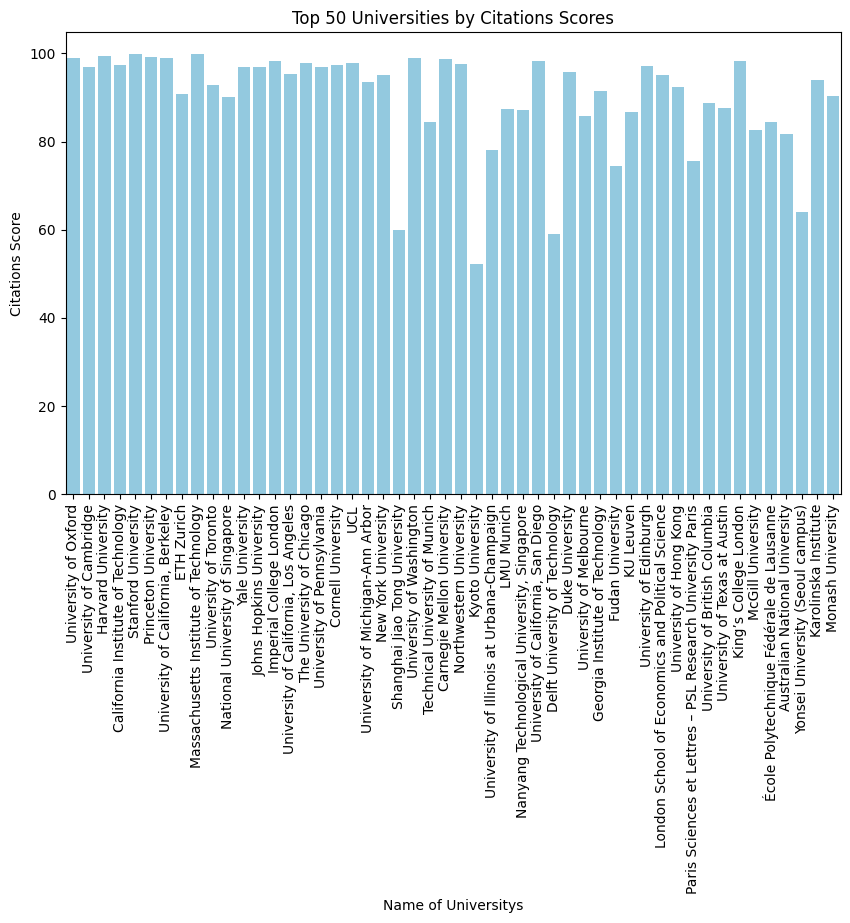 Top 50 Universities by Citations Scores
100
80
60
40
20
0
Citations Score
University of Oxford
University of Cambridge
Harvard University
California Institute of Technology
Stanford University
Princeton University
University of California, Berkeley
ETH Zurich
Massachusetts Institute of Technology
University of Toronto
National University of Singapore
Yale University
Johns Hopkins University
Imperial College London
University of California, Los Angeles
The University of Chicago
University of Pennsylvania
Cornell University
UCL
University of Michigan-Ann Arbor
New York University
Shanghai Jiao Tong University
University of Washington
Technical University of Munich
Carnegie Mellon University
Northwestern University
Kyoto University
University of Illinois at Urbana-Champaign
LMU Munich
Nanyang Technological University, Singapore
University of California, San Diego
Delft University of Technology
Duke University
University of Melbourne
Georgia Institute of Technology
Fudan University
KU Leuven
University of Edinburgh
London School of Economics and Political Science
University of Hong Kong
Paris Sciences et Lettres – PSL Research University Paris
University of British Columbia
University of Texas at Austin
King’s College London
McGill University
École Polytechnique Fédérale de Lausanne
Australian National University
Yonsei University (Seoul campus)
Karolinska Institute
Monash University
Name of Universitys